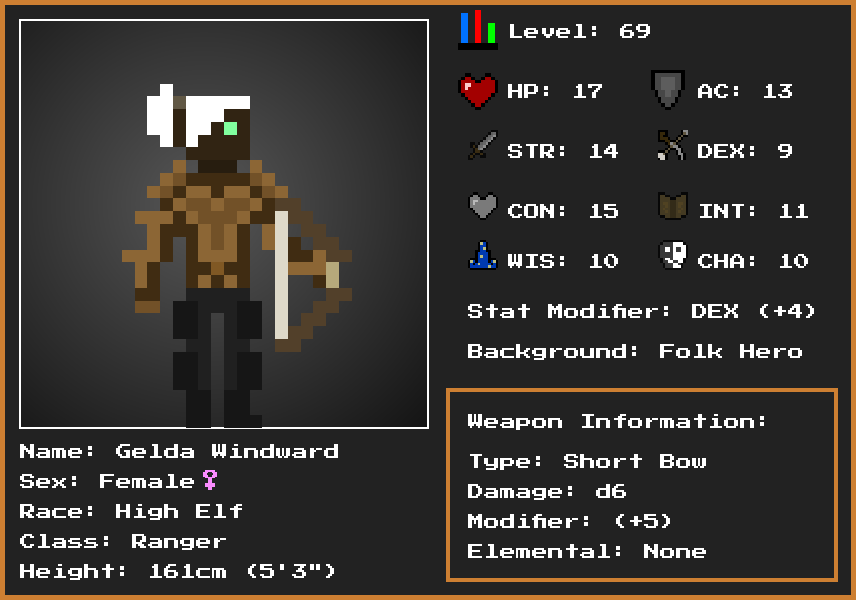 Level: 69
HP: 17
AC: 13
STR: 14
DEX: 9
CON: 15
INT: 11
WIS: 10
CHA: 10
Stat Modifier: DEX (+4)
Background: Folk Hero
Weapon Information:
Type: Short Bow
Damage: d6
Modifier: (+5)
Elemental: None
Name: Gelda Windward
Sex: Female♀
Race: High Elf
Class: Ranger
Height: 161cm (5'3")